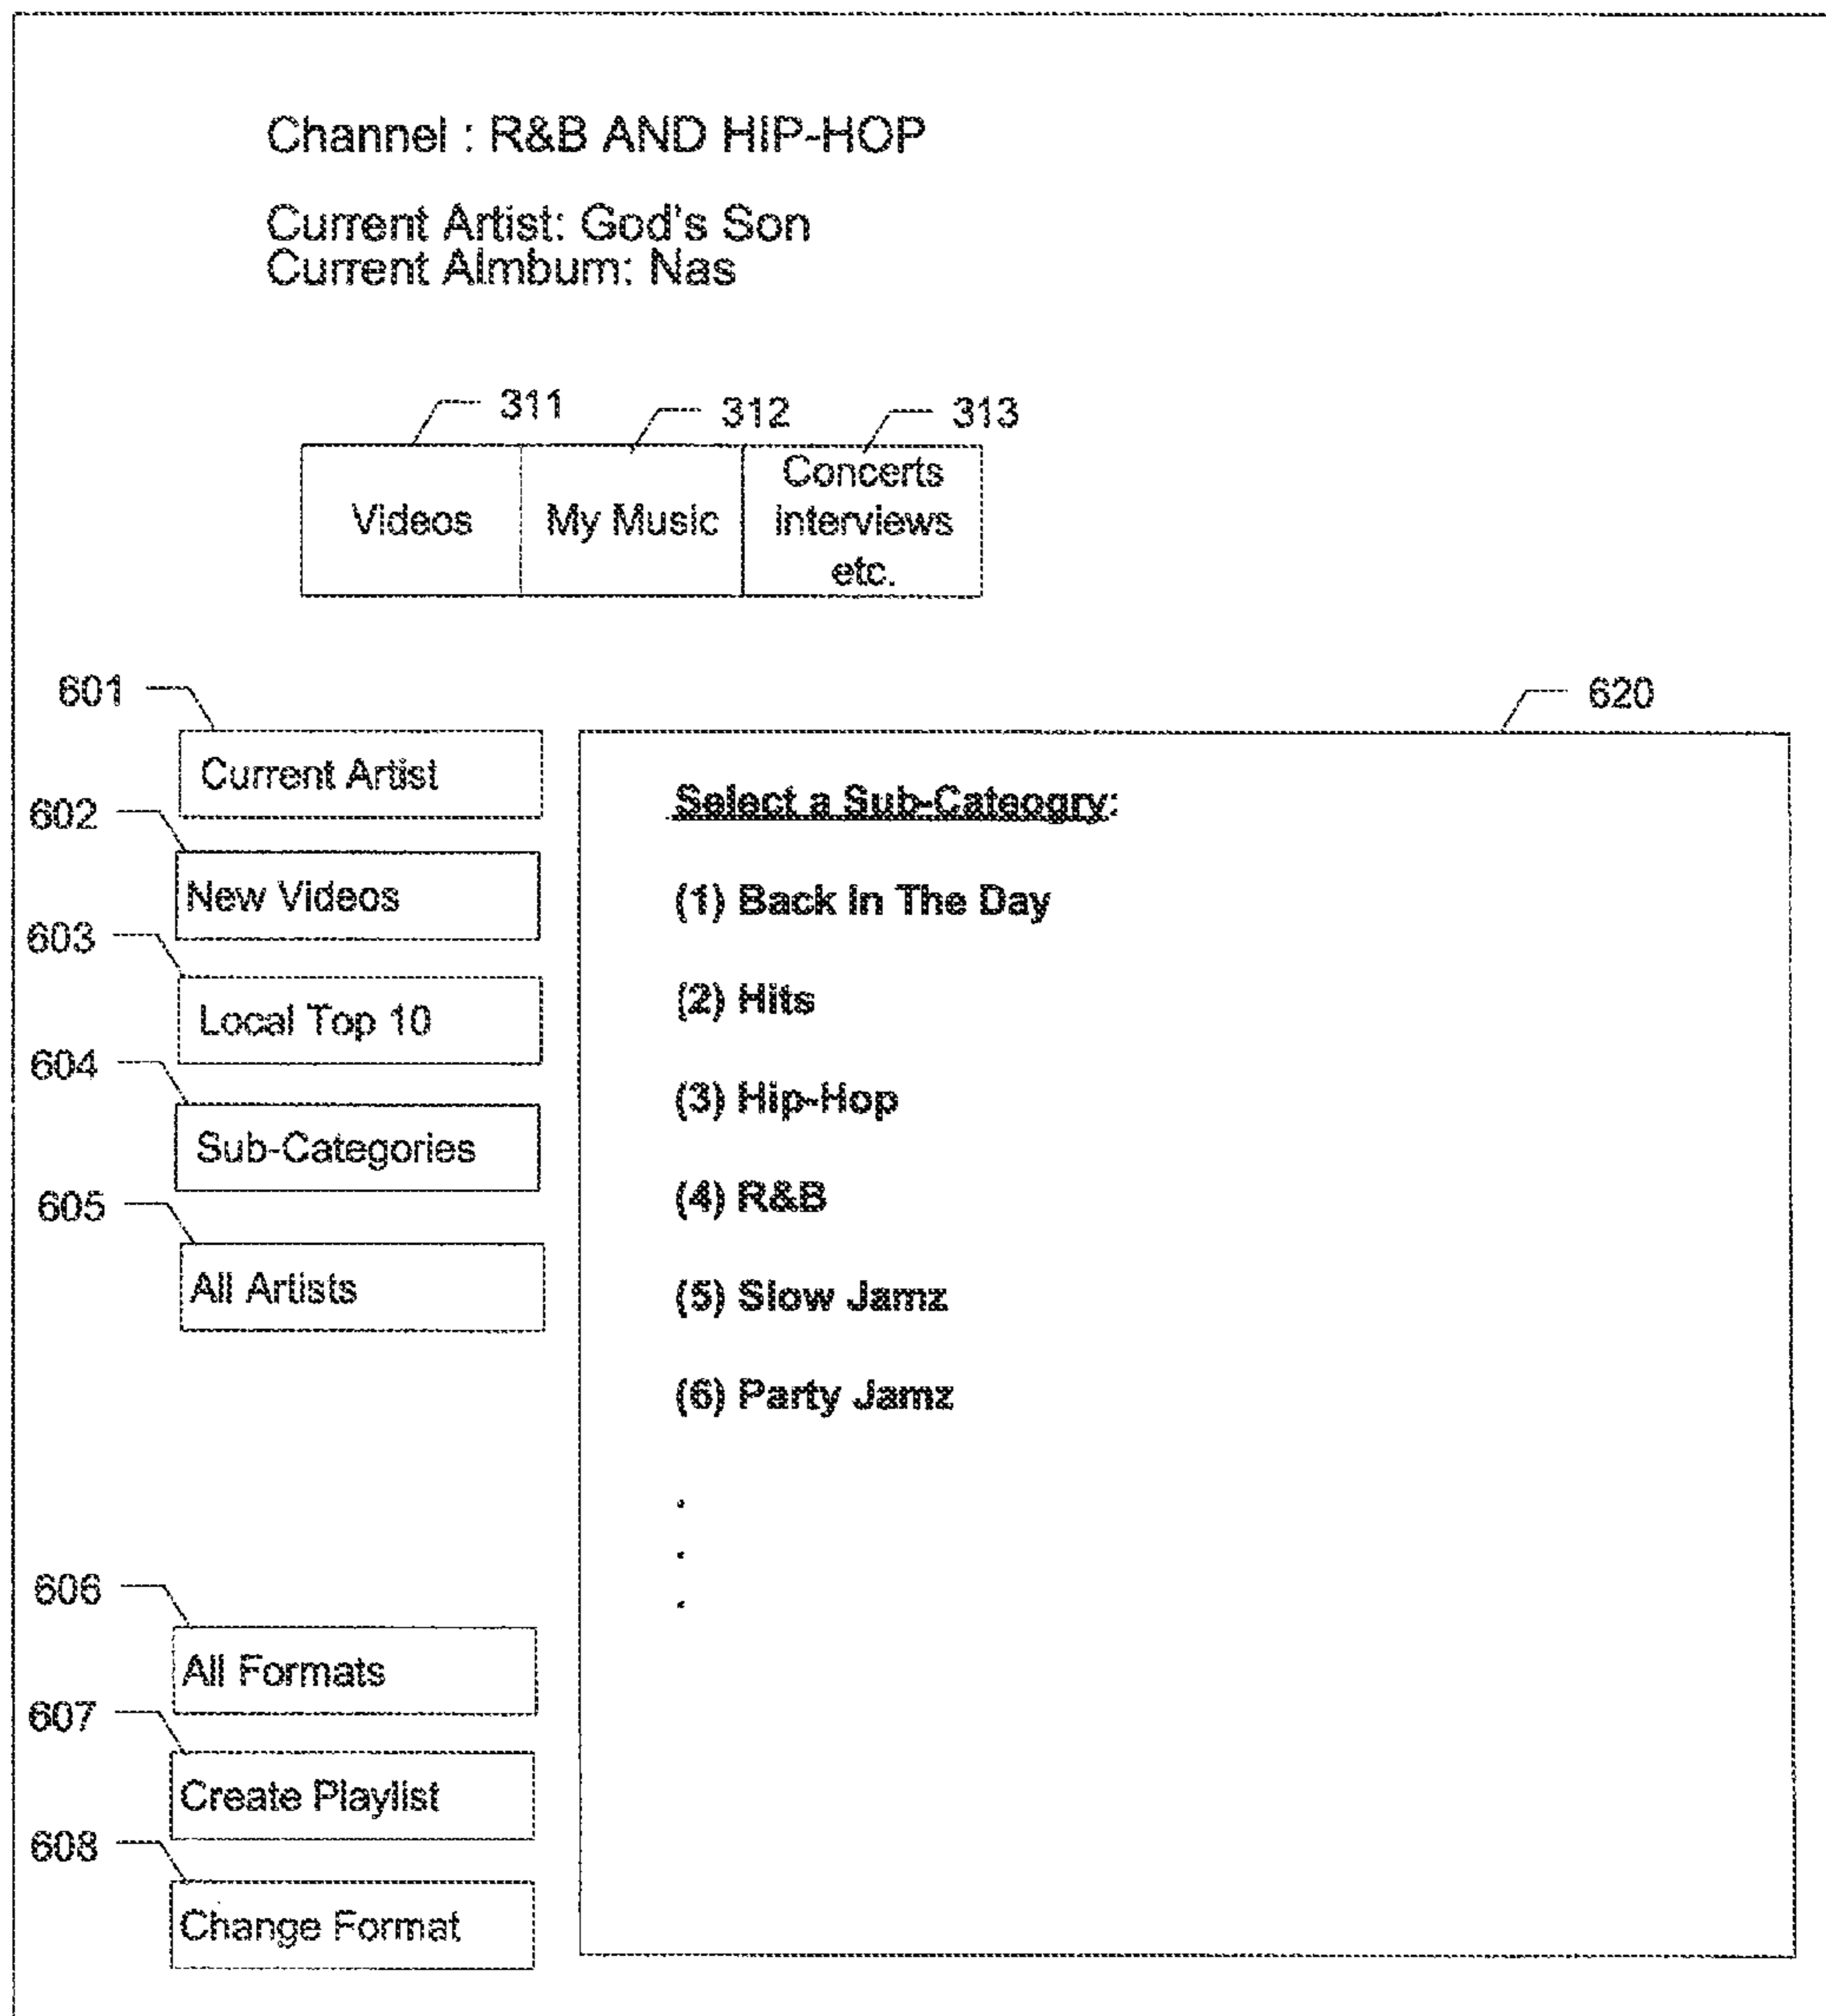 Channel : R&B AND HIP-HOP
Current Artist: God's Son
Current Almbum: Nas
311
312
313
Videos
My Music
Concerts
interviews
etc.
601
Current Artist
602
New Videos
603
Local Top 10
604
Sub-Categories
605
All Artists
606
All Formats
607
Create Playlist
608
Change Format
620
Select a Sub-Cateogry:
(1) Back In The Day
(2) Hits
(3) Hip-Hop
(4) R&B
(5) Slow Jamz
(6) Party Jamz
.
.
.